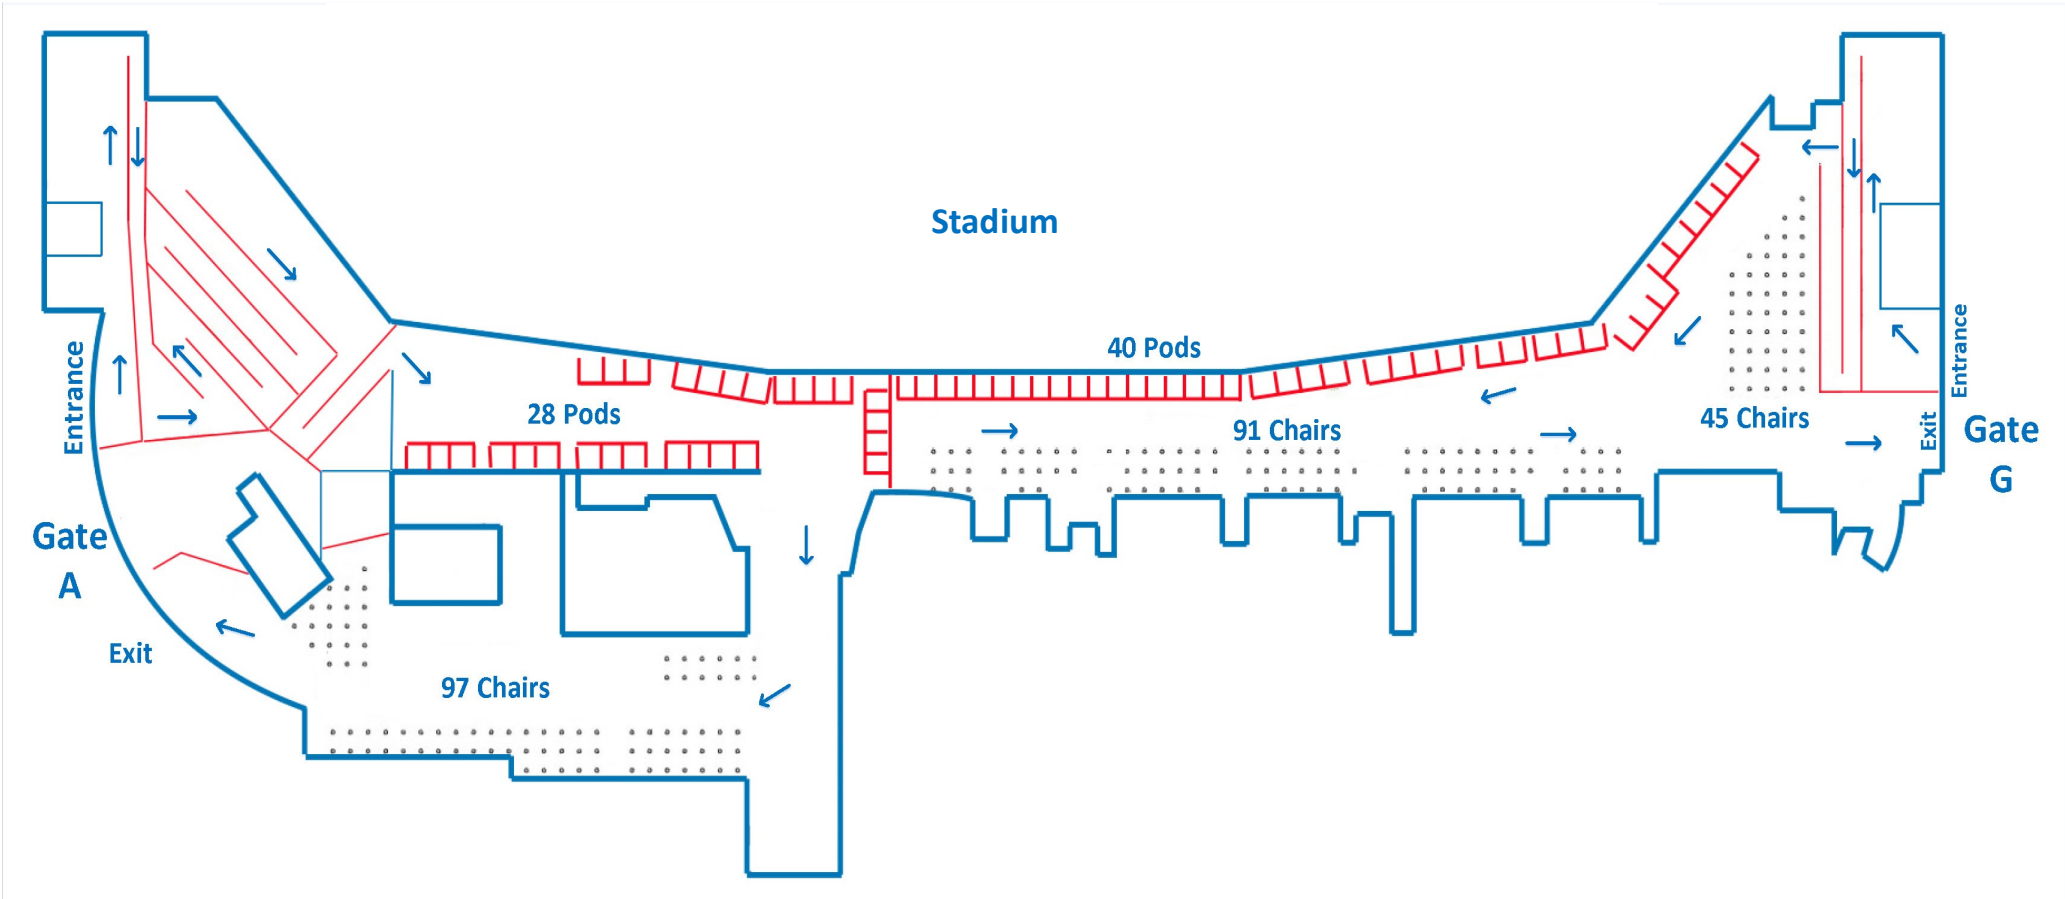 Stadium
40 Pods
28 Pods
91 Chairs
45 Chairs
97 Chairs
Entrance
Gate
A
Exit
Entrance
Exit
Gate
G